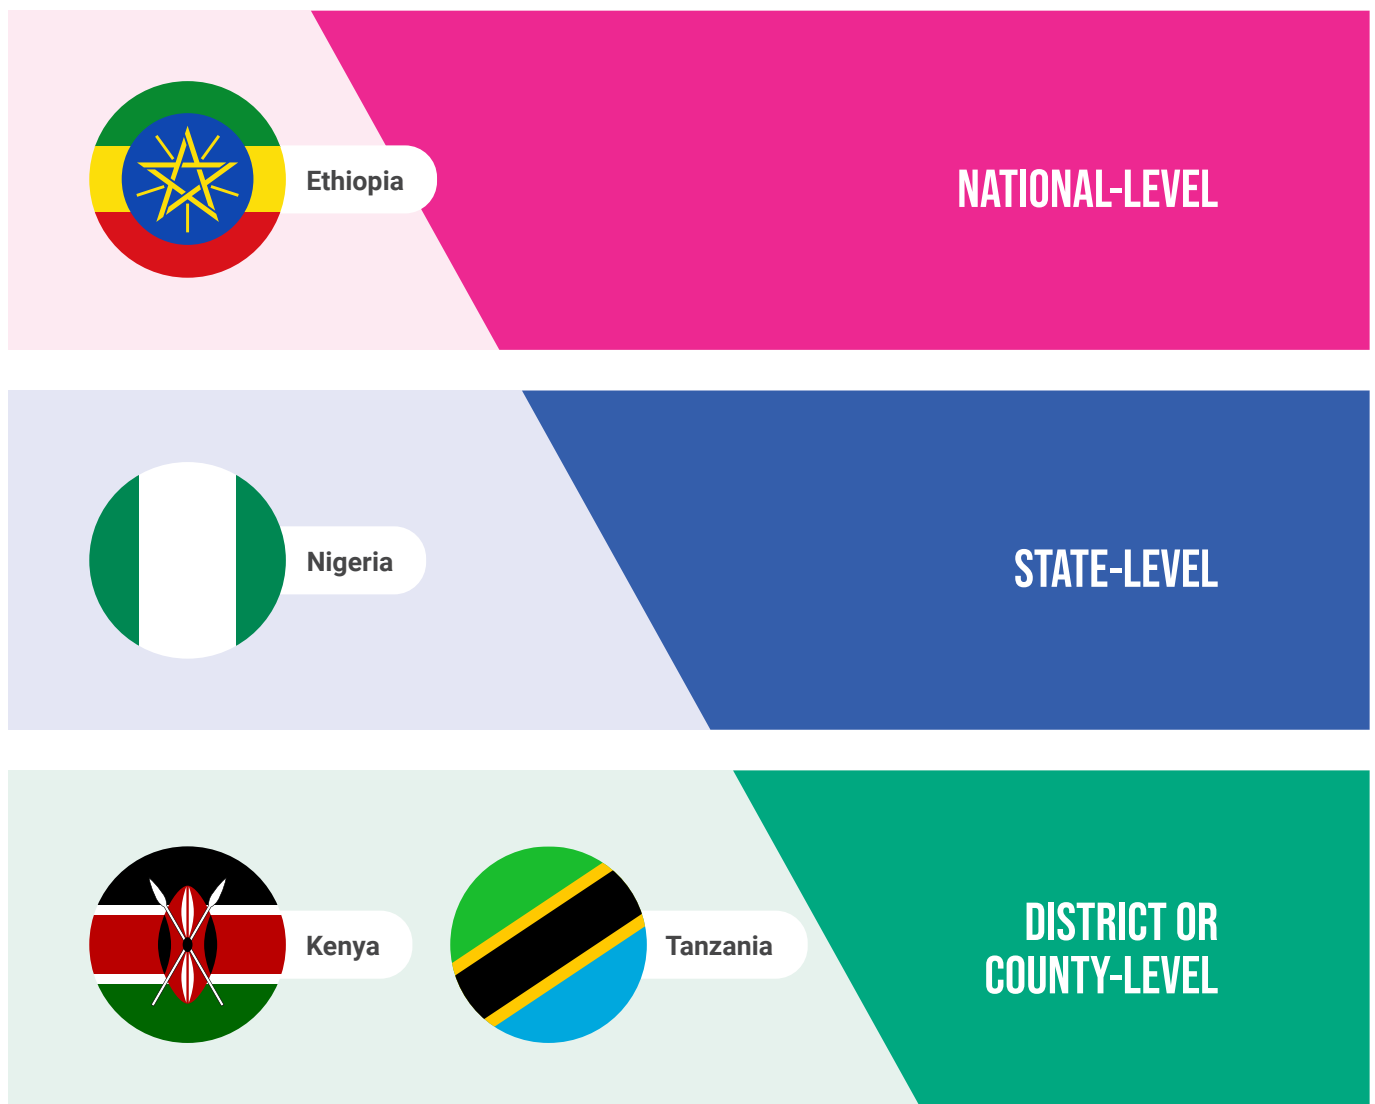 Ethiopia
NATIONAL-LEVEL
Nigeria
STATE-LEVEL
Kenya
Tanzania
DISTRICT OR
COUNTY-LEVEL